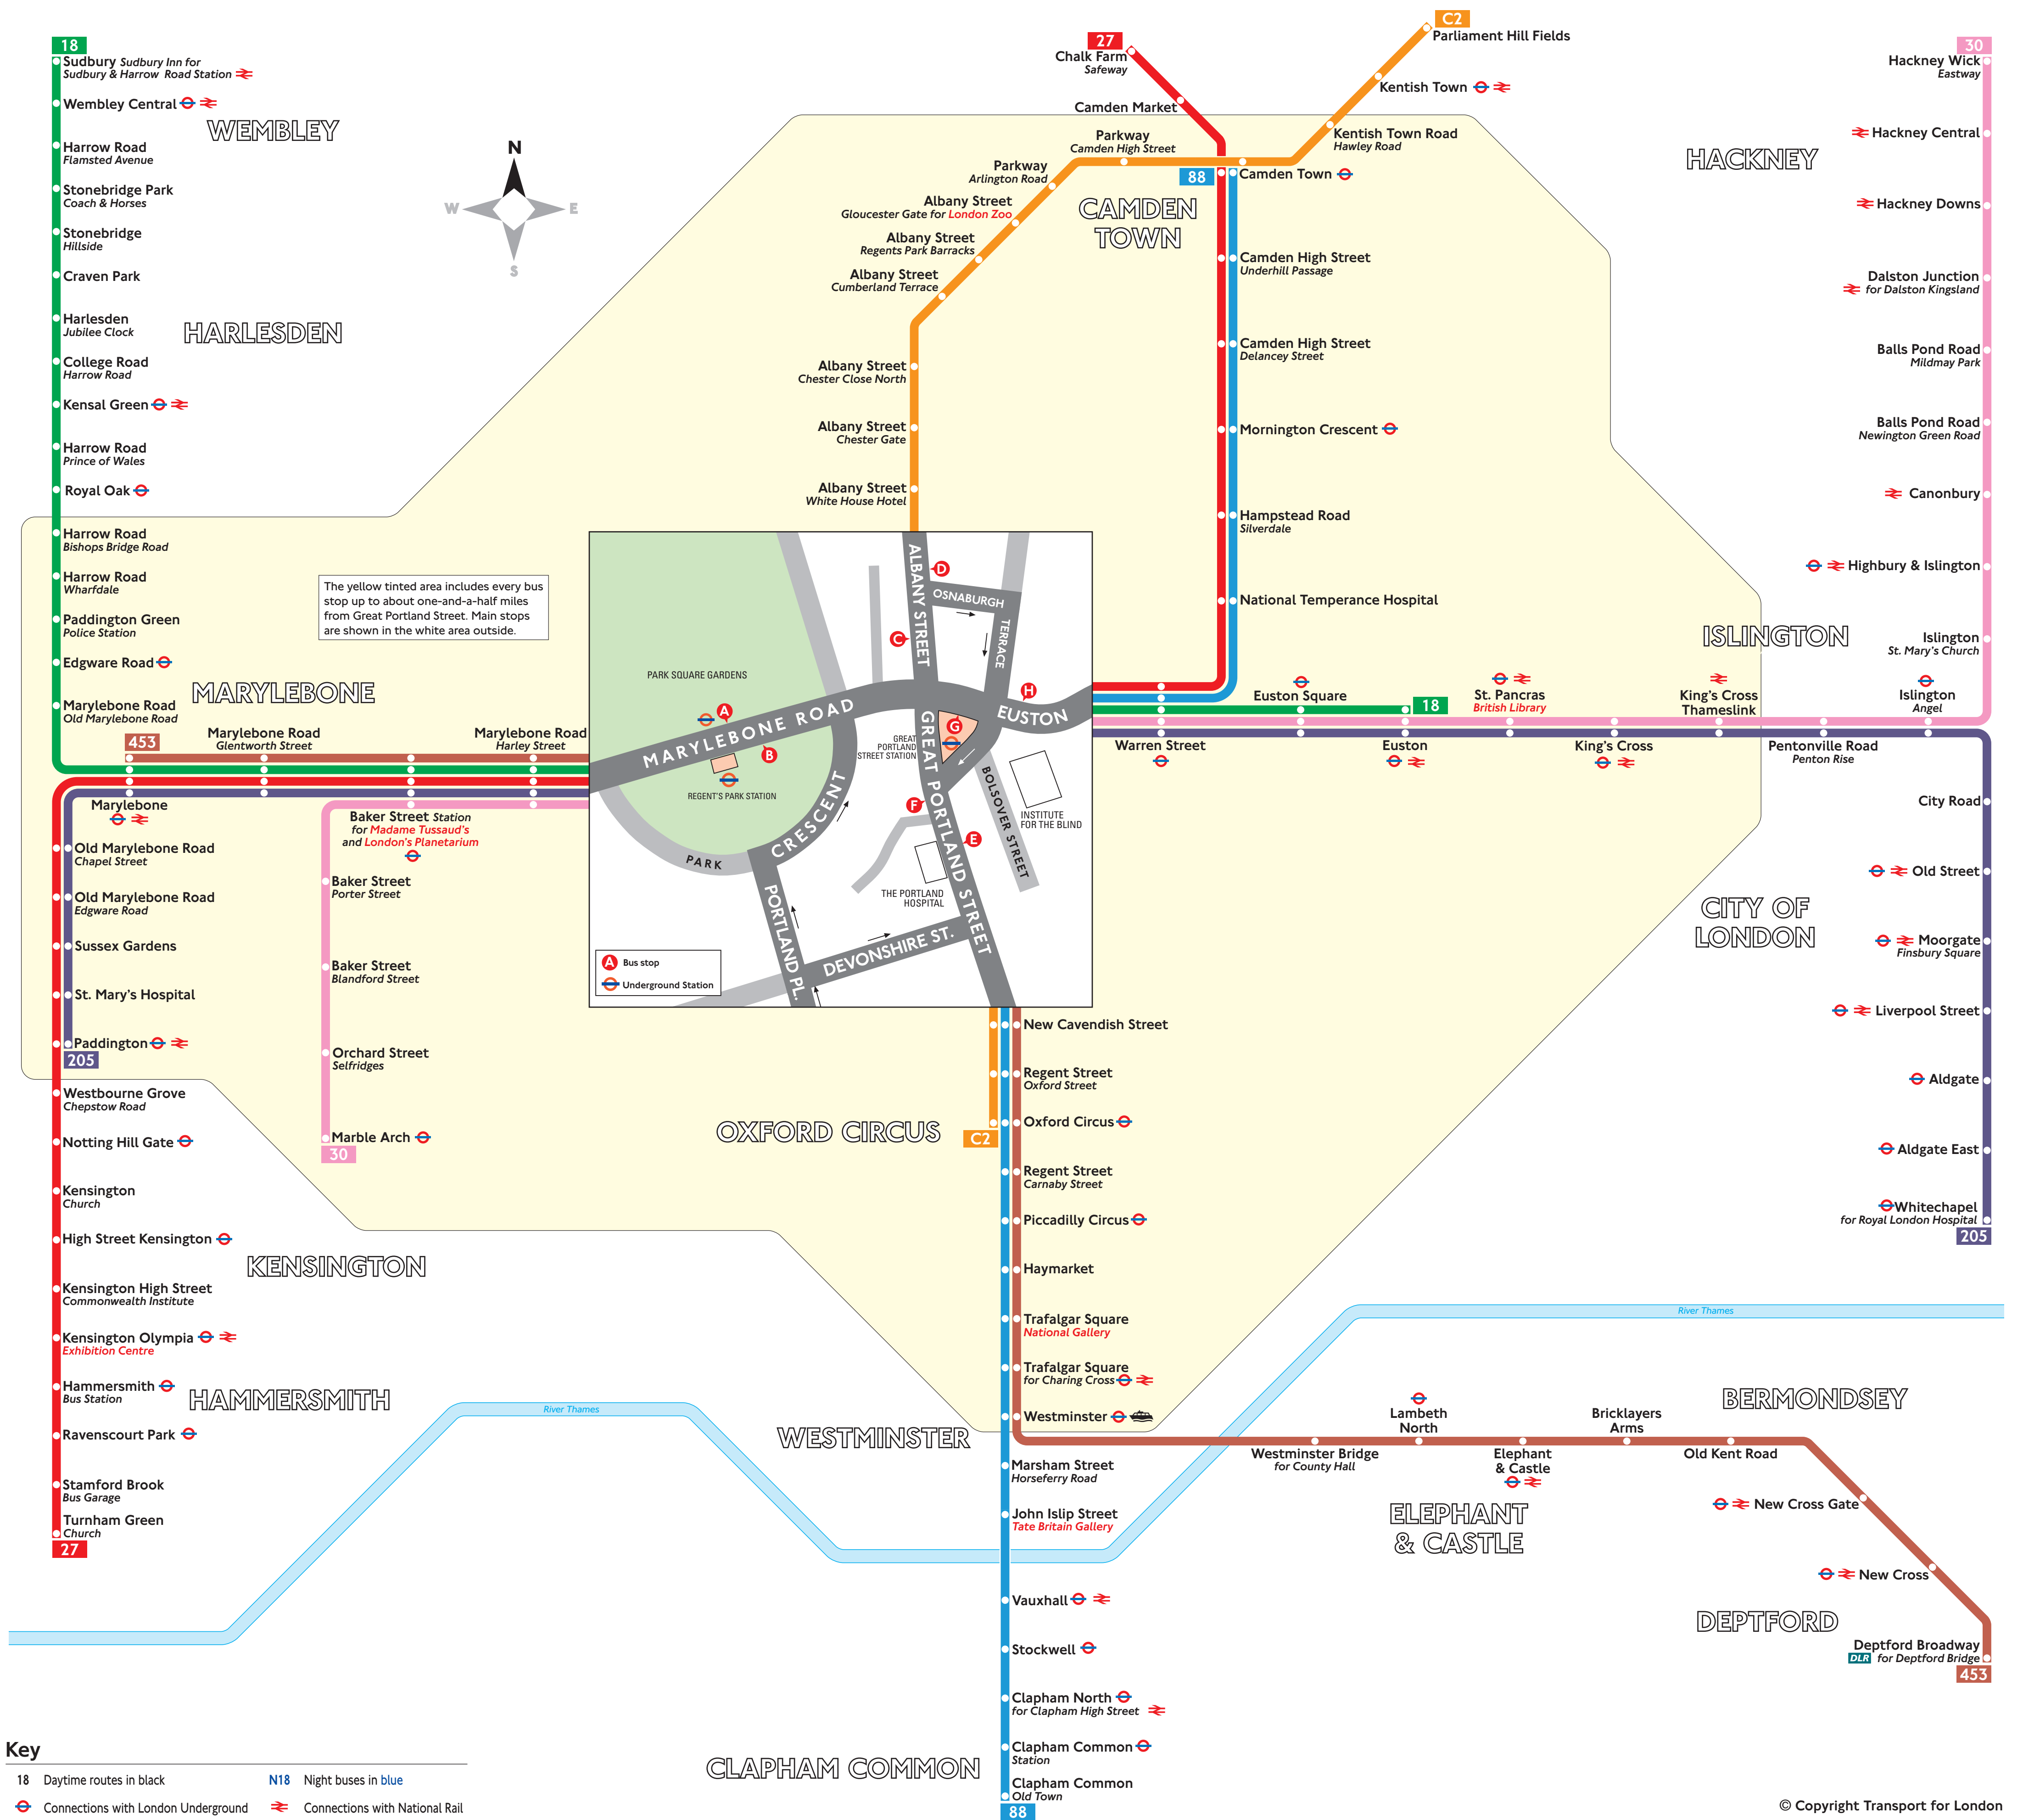 18
Sudbury Sudbury Inn for
Sudbury & Harrow Road Station
Wembley Central
WEMBLEY
Harrow Road
Flamsted Avenue
Stonebridge Park
Coach & Horses
Stonebridge
Hillside
Craven Park
Harlesden
Jubilee Clock
HARLESDEN
College Road
Harrow Road
Kensal Green
Harrow Road
Prince of Wales
Royal Oak
Harrow Road
Bishops Bridge Road
Harrow Road
Wharfdale
Paddington Green
Police Station
Edgware Road
MARYLEBONE
Marylebone Road
Old Marylebone Road
N
W
E
S
The yellow tinted area includes every bus
stop up to about one-and-a-half miles
from Great Portland Street. Main stops
are shown in the white area outside.
27
Chalk Farm
Safeway
Camden Market
C2
Parliament Hill Fields
Kentish Town
Kentish Town Road
Hawley Road
Parkway
Camden High Street
Parkway
Arlington Road
Albany Street
Gloucester Gate for London Zoo
Albany Street
Regents Park Barracks
Albany Street
Cumberland Terrace
Albany Street
Chester Close North
Albany Street
Chester Gate
Albany Street
White House Hotel
88
Camden Town
CAMDEN
TOWN
Camden High Street
Underhill Passage
Camden High Street
Delancey Street
Mornington Crescent
Hampstead Road
Silverdale
National Temperance Hospital
30
Hackney Wick
Eastway
Hackney Central
HACKNEY
Hackney Downs
Dalston Junction
for Dalston Kingsland
Balls Pond Road
Mildmay Park
Balls Pond Road
Newington Green Road
Canonbury
Highbury & Islington
ISLINGTON
Islington
St. Mary's Church
Islington
Angel
Euston Square
18
St. Pancras
British Library
King's Cross
Thameslink
Warren Street
Euston
King's Cross
Pentonville Road
Penton Rise
453
Marylebone Road
Glentworth Street
Marylebone Road
Harley Street
Marylebone
Baker Street Station
for Madame Tussaud's
and London's Planetarium
Old Marylebone Road
Chapel Street
Old Marylebone Road
Edgware Road
Sussex Gardens
St. Mary's Hospital
Paddington
205
Baker Street
Porter Street
Baker Street
Blandford Street
Orchard Street
Selfridges
Marble Arch
30
ALBANY STREET
D
OSNABURGH
TERRACE
C
PARK SQUARE GARDENS
A
MARYLEBONE ROAD
B
H
EUSTON
G
GREAT
PORTLAND
STREET STATION
GREAT PORTLAND STREET
REGENT'S PARK STATION
PARK
CRESCENT
F
E
BOLSOVER STREET
INSTITUTE
FOR THE BLIND
THE PORTLAND
HOSPITAL
PORTLAND PL.
DEVONSHIRE ST.
A Bus stop
Underground Station
Westbourne Grove
Chepstow Road
Notting Hill Gate
Kensington
Church
High Street Kensington
KENSINGTON
Kensington High Street
Commonwealth Institute
Kensington Olympia
Exhibition Centre
Hammersmith
Bus Station
HAMMERSMITH
Ravenscourt Park
Stamford Brook
Bus Garage
Turnham Green
Church
27
River Thames
New Cavendish Street
Regent Street
Oxford Street
OXFORD CIRCUS
Oxford Circus
C2
Regent Street
Carnaby Street
Piccadilly Circus
Haymarket
Trafalgar Square
National Gallery
Trafalgar Square
for Charing Cross
WESTMINSTER
Westminster
Marsham Street
Horseferry Road
John Islip Street
Tate Britain Gallery
Vauxhall
Stockwell
Clapham North
for Clapham High Street
Clapham Common
Station
CLAPHAM COMMON
Clapham Common
Old Town
88
City Road
Old Street
CITY OF
LONDON
Moorgate
Finsbury Square
Liverpool Street
Aldgate
Aldgate East
Whitechapel
for Royal London Hospital
205
River Thames
Westminster Bridge
for County Hall
Lambeth
North
Elephant
& Castle
Bricklayers
Arms
Old Kent Road
BERMONDSEY
ELEPHANT
& CASTLE
New Cross Gate
New Cross
DEPTFORD
Deptford Broadway
DLR for Deptford Bridge
453
Key
18 Daytime routes in black
N18 Night buses in blue
Connections with London Underground
Connections with National Rail
© Copyright Transport for London